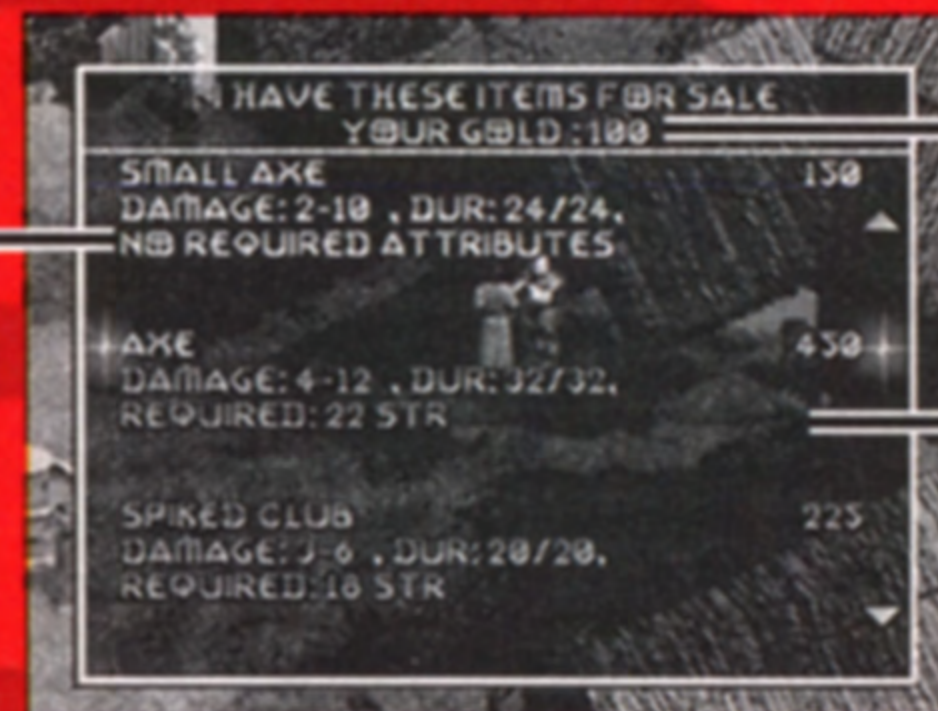 I HAVE THESE ITEMS FOR SALE
YOUR GOLD :100
SMALL AXE 150
DAMAGE: 2-10 , DUR: 24/24,
NO REQUIRED ATTRIBUTES
AXE 450
DAMAGE: 4-12 , DUR: 32/32,
REQUIRED: 22 STR
SPIKED CLUB 225
DAMAGE: 3-6 , DUR: 20/20,
REQUIRED: 18 STR